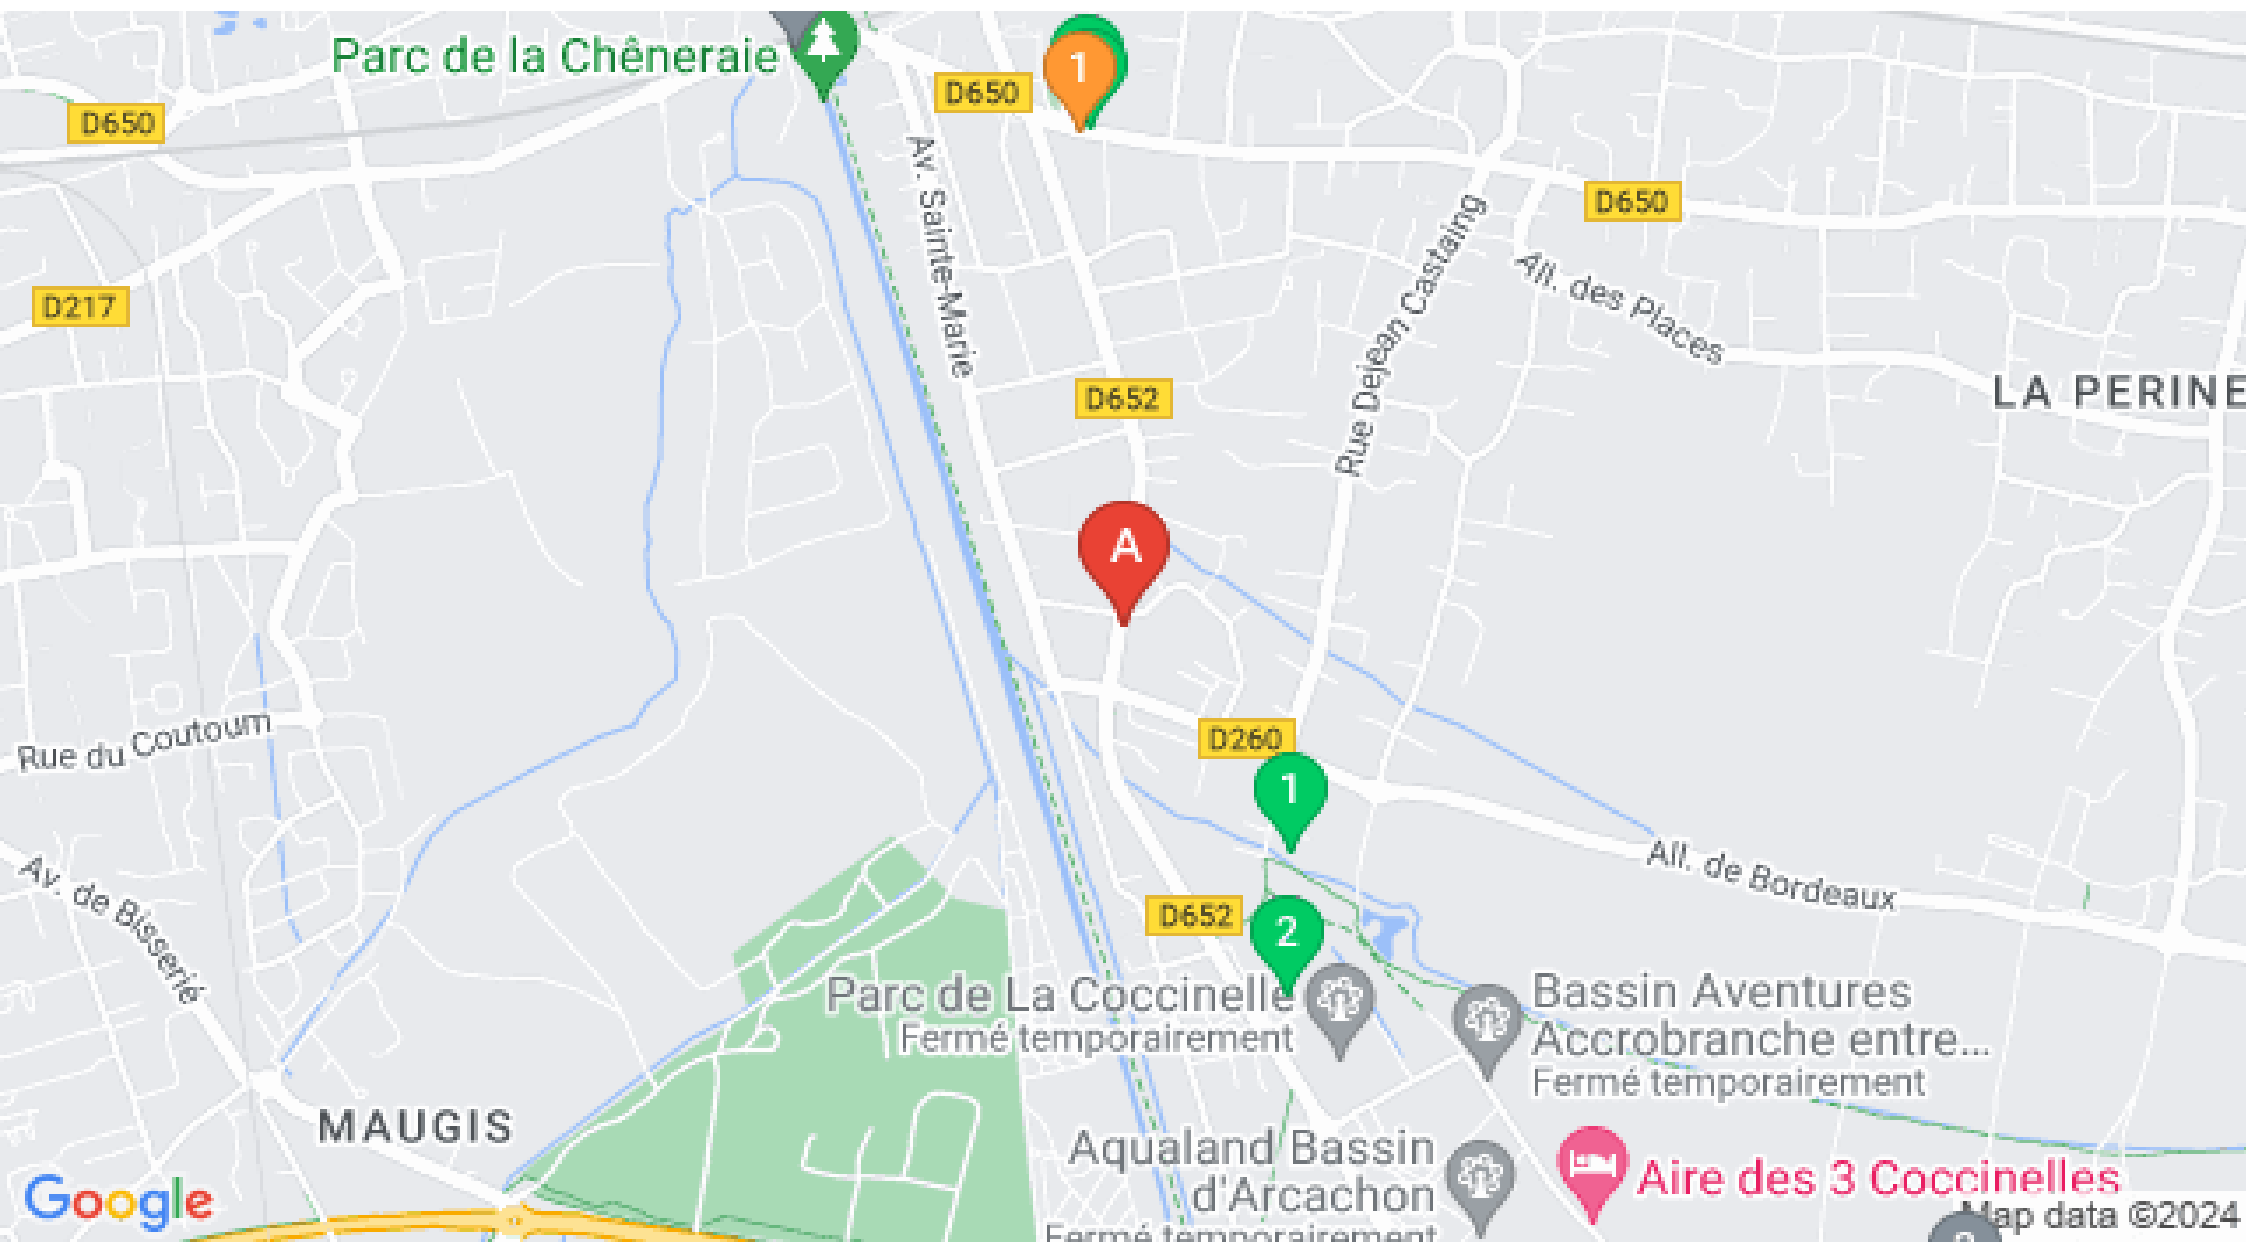 Parc de la Chêneraie
1
D650
D650
Av. Sainte-Marie
D650
Rue Dejean Castaing
All. des Places
D217
D652
LA PERINE
A
Rue du Coutoum
D260
1
All. de Bordeaux
Av. de Bisserié
D652
2
Parc de La Coccinelle
Fermé temporairement
Bassin Aventures
Accrobranche entre...
Fermé temporairement
MAUGIS
Aqualand Bassin
d'Arcachon
Fermé temporairement
Aire des 3 Coccinelles
Google
Map data ©2024